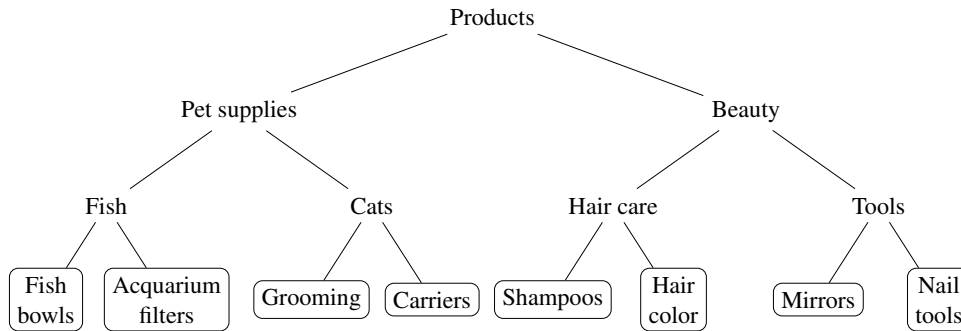 Products
Pet supplies
Beauty
Fish
Cats
Hair care
Tools
Fish
bowls
Acquarium
filters
Grooming
Carriers
Shampoos
Hair
color
Mirrors
Nail
tools